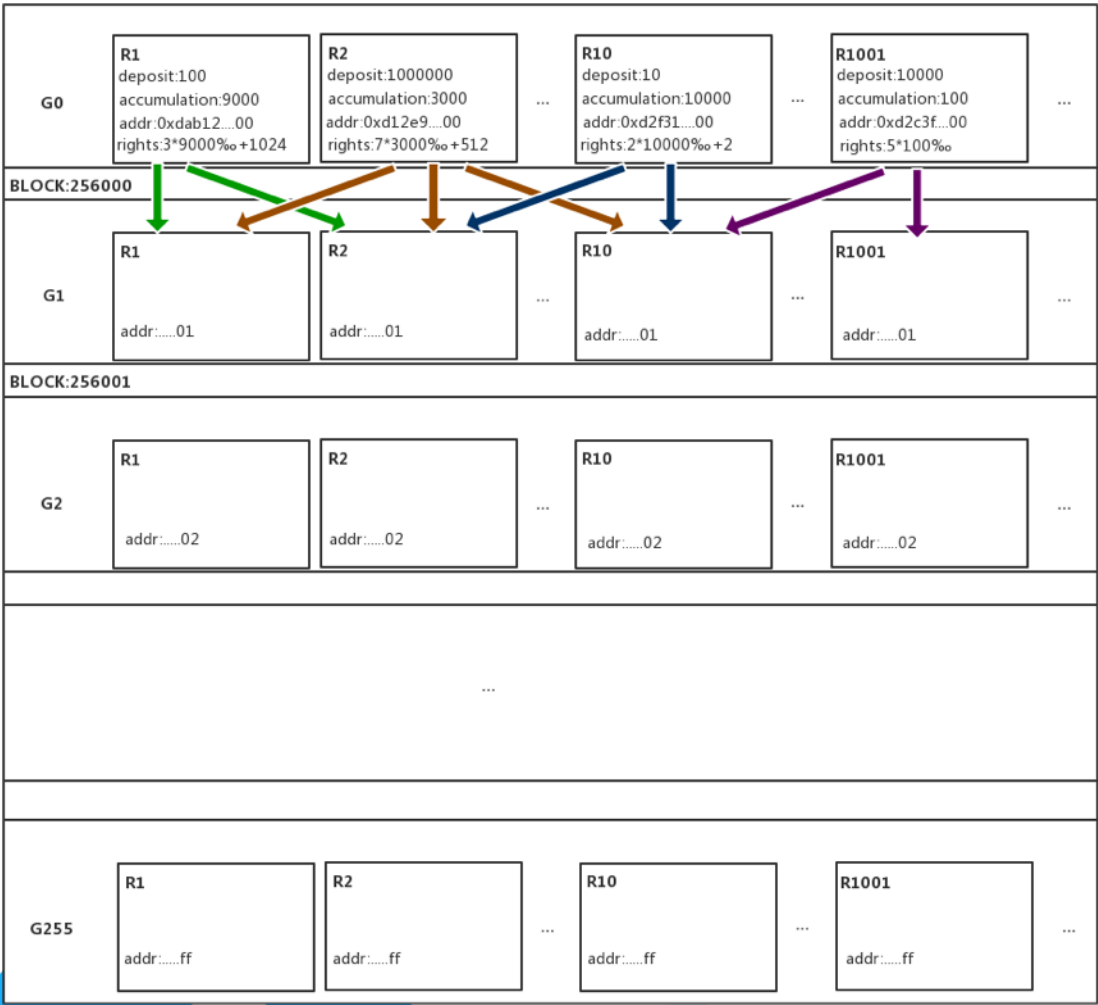 R1
deposit:100
accumulation:9000
addr:0xdab12....00
rights:3*9000‰+1024
R2
deposit:1000000
accumulation:3000
addr:0xd12e9....00
rights:7*3000‰+512
...
R10
deposit:10
accumulation:10000
addr:0xd2f31....00
rights:2*10000‰+2
...
R1001
deposit:10000
accumulation:100
addr:0xd2c3f....00
rights:5*100‰
...
G0
BLOCK:256000
G1
R1
addr:.....01
R2
addr:.....01
...
R10
addr:.....01
...
R1001
addr:.....01
...
BLOCK:256001
G2
R1
addr:.....02
R2
addr:.....02
...
R10
addr:.....02
...
R1001
addr:.....02
...
...
G255
R1
addr:.....ff
R2
addr:.....ff
...
R10
addr:.....ff
...
R1001
addr:.....ff
...